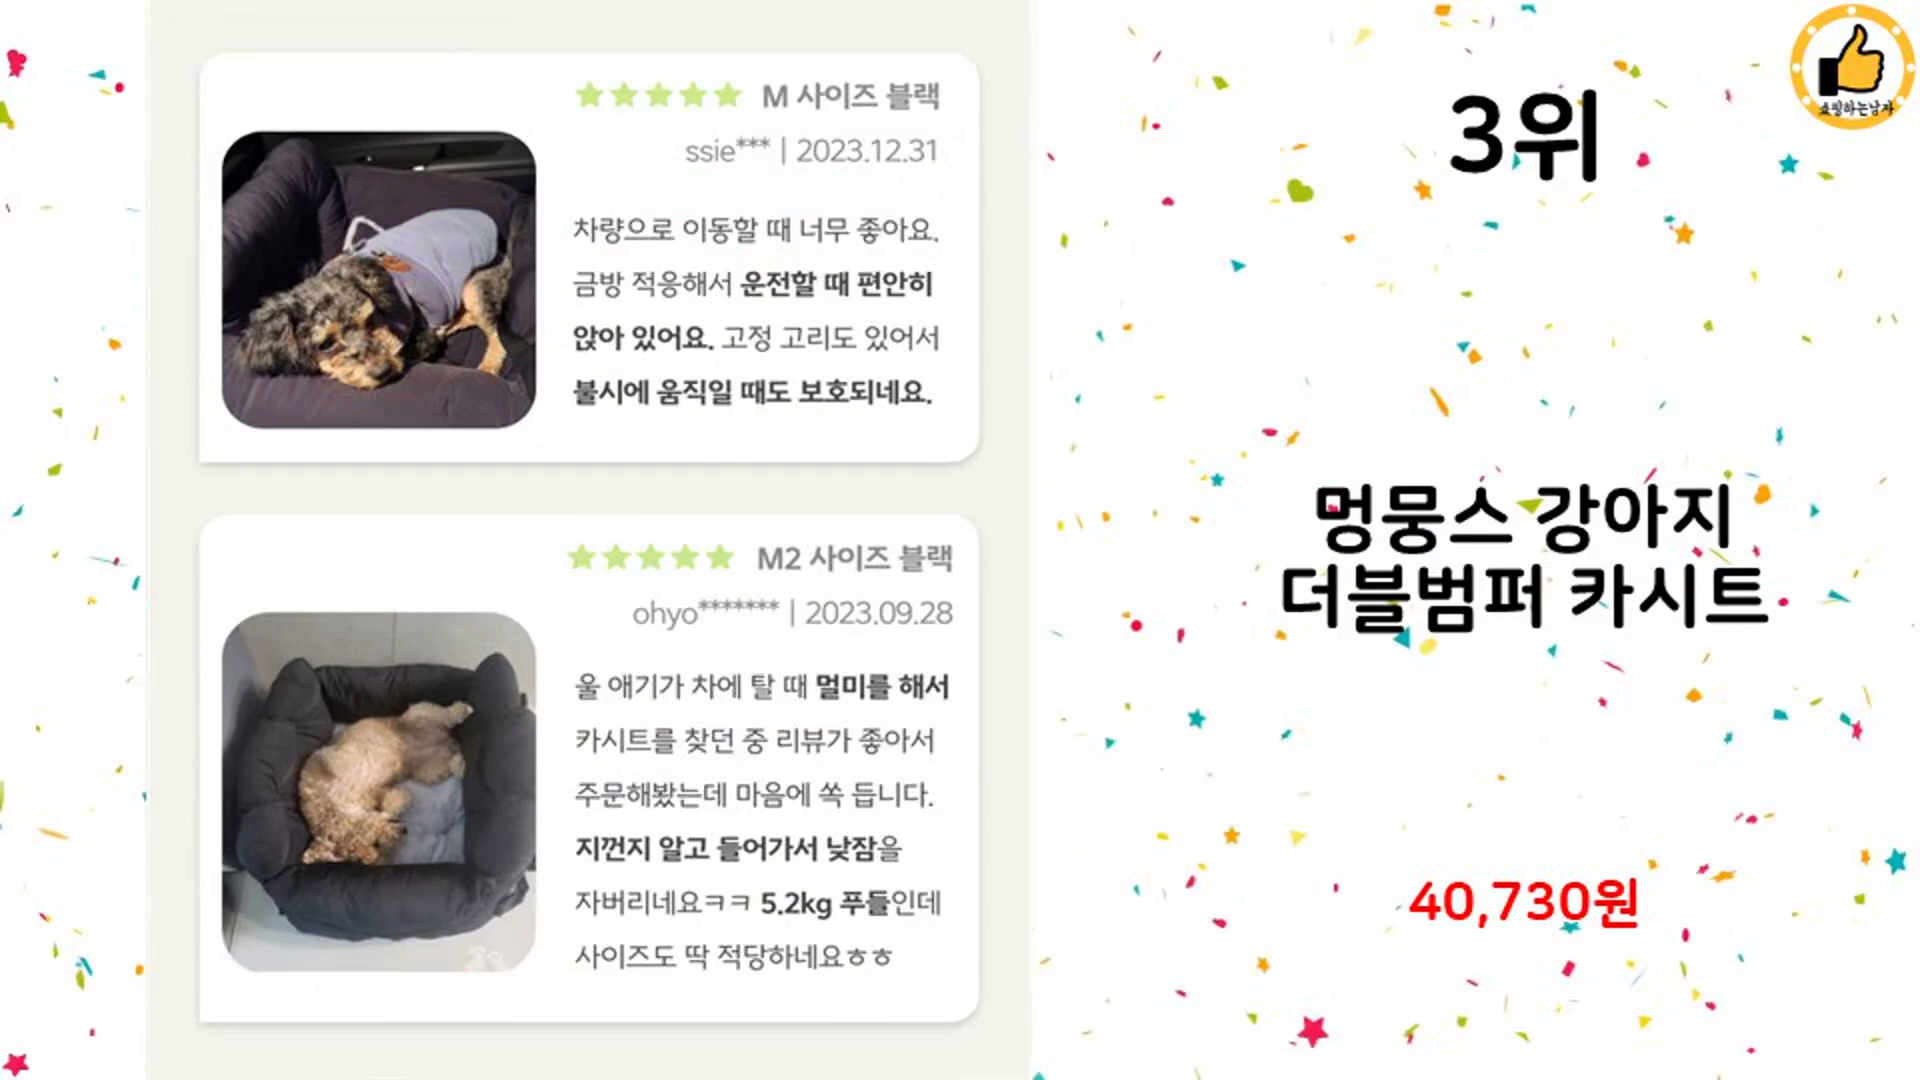 M 사이즈 블랙
ssie*** | 2023.12.31
차량으로 이동할 때 너무 좋아요.
금방 적응해서 운전할 때 편안히
앉아 있어요. 고정 고리도 있어서
불시에 움직일 때도 보호되네요.
M2 사이즈 블랙
ohyo******* | 2023.09.28
울 애기가 차에 탈 때 멀미를 해서
카시트를 찾던 중 리뷰가 좋아서
주문해봤는데 마음에 쏙 듭니다.
지껀지 알고 들어가서 낮잠을
자버리네요ㅋㅋ 5.2kg 푸들인데
사이즈도 딱 적당하네요ㅎㅎ
쇼핑하는남자
3위
멍뭉스 강아지
더블범퍼 카시트
40,730원